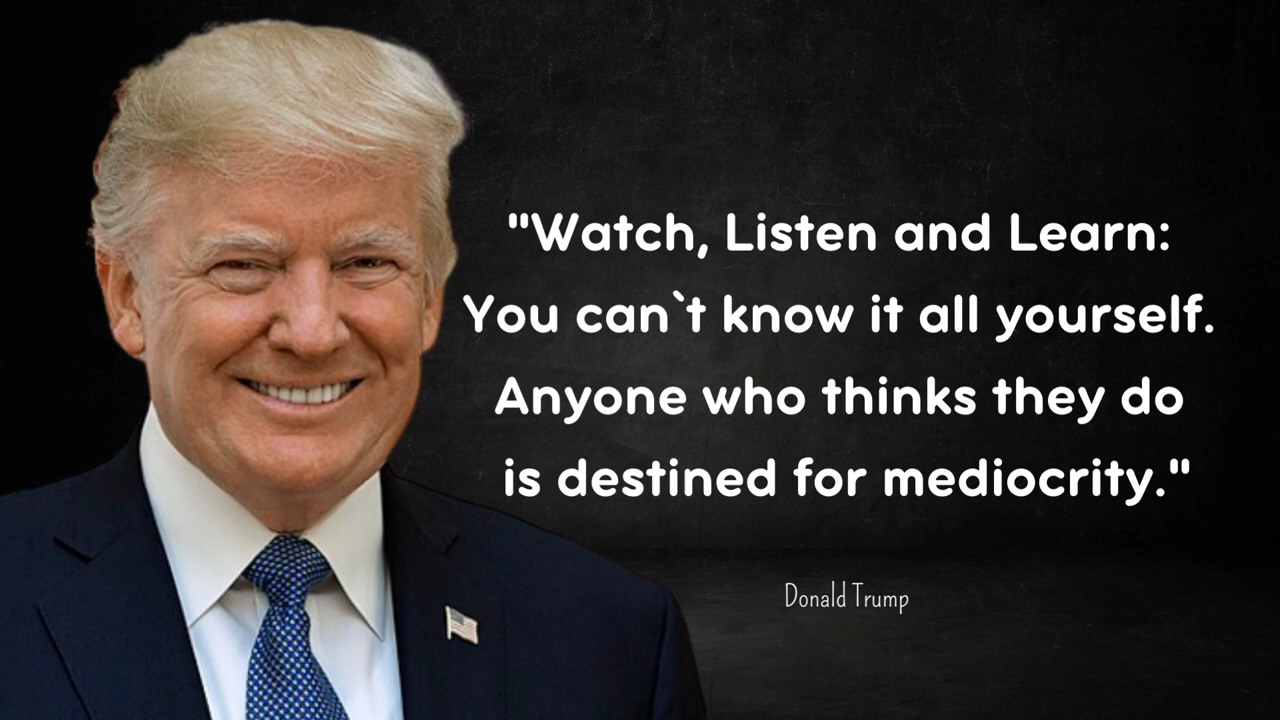 "Watch, Listen and Learn:
You can`t know it all yourself.
Anyone who thinks they do
is destined for mediocrity."
Donald Trump